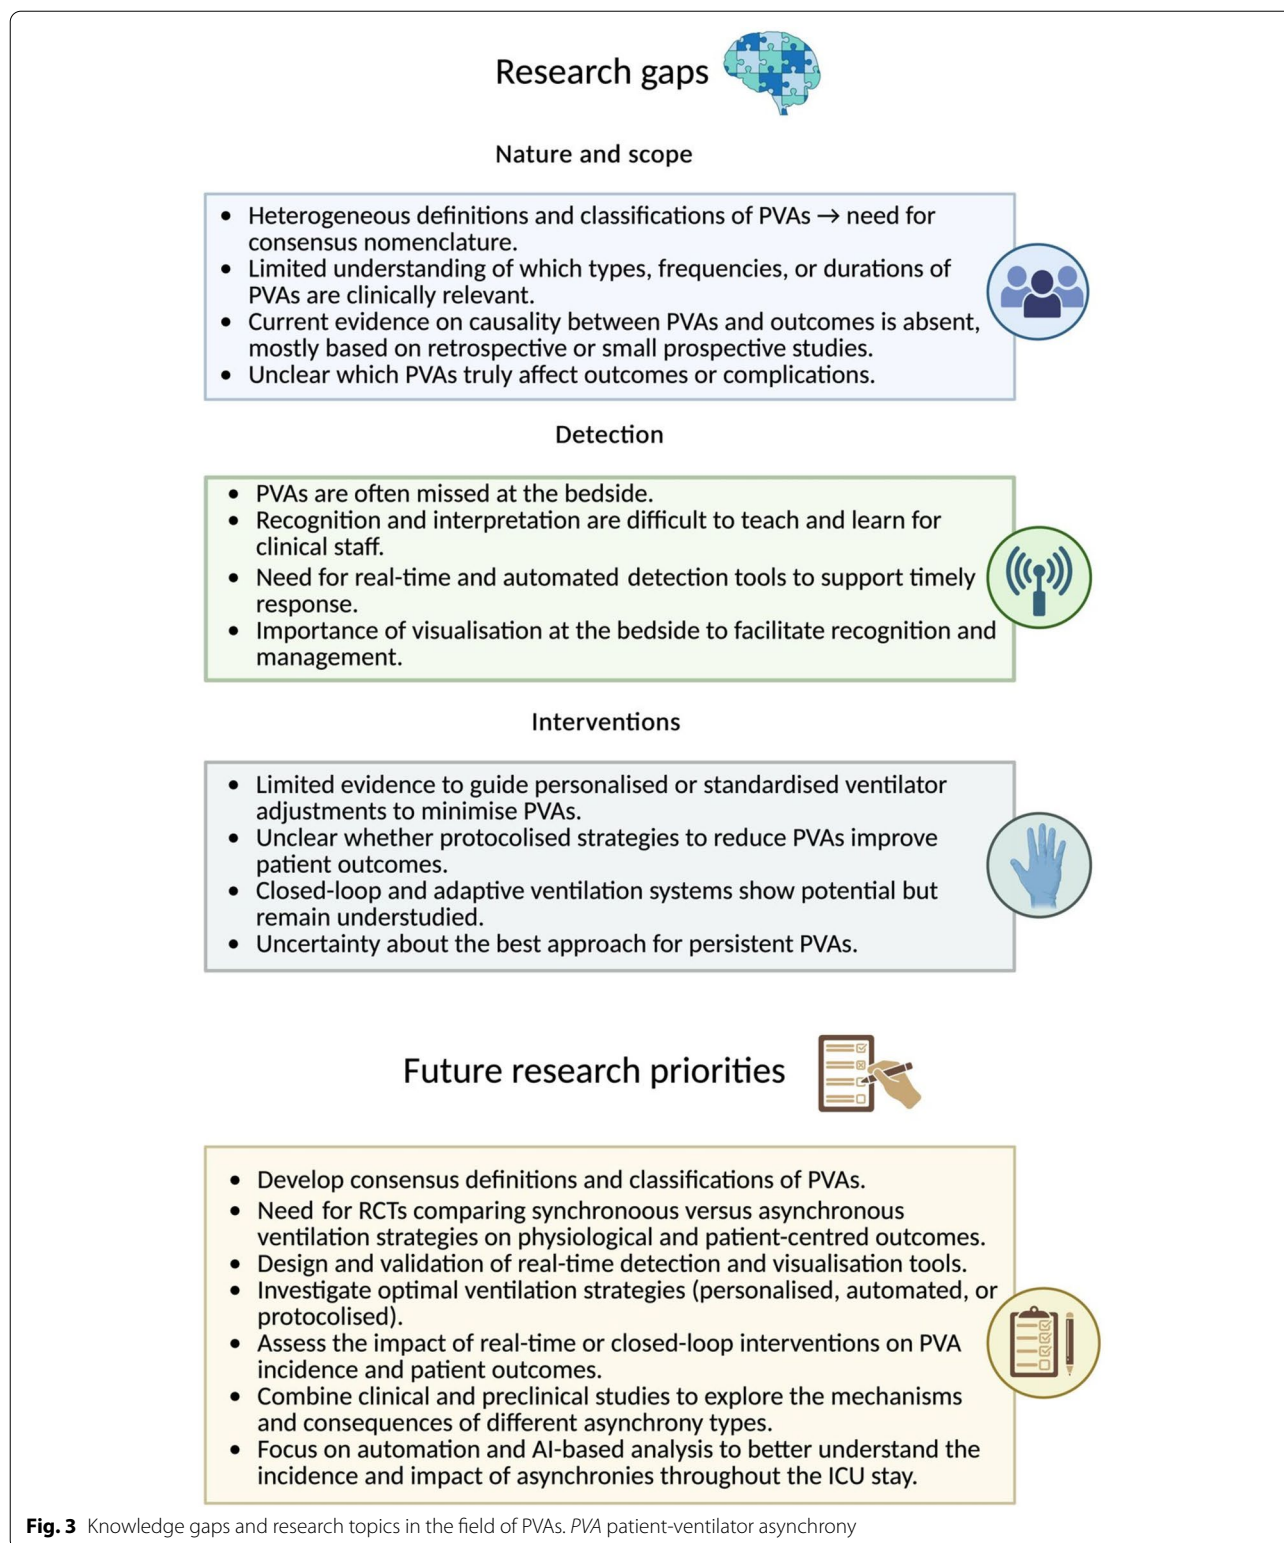 Research gaps
Nature and scope
• Heterogeneous definitions and classifications of PVAs → need for
consensus nomenclature.
• Limited understanding of which types, frequencies, or durations of
PVAs are clinically relevant.
• Current evidence on causality between PVAs and outcomes is absent,
mostly based on retrospective or small prospective studies.
• Unclear which PVAs truly affect outcomes or complications.
Detection
• PVAs are often missed at the bedside.
• Recognition and interpretation are difficult to teach and learn for
clinical staff.
• Need for real-time and automated detection tools to support timely
response.
• Importance of visualisation at the bedside to facilitate recognition and
management.
Interventions
• Limited evidence to guide personalised or standardised ventilator
adjustments to minimise PVAs.
• Unclear whether protocolised strategies to reduce PVAs improve
patient outcomes.
• Closed-loop and adaptive ventilation systems show potential but
remain understudied.
• Uncertainty about the best approach for persistent PVAs.
Future research priorities
• Develop consensus definitions and classifications of PVAs.
• Need for RCTs comparing synchronoous versus asynchronous
ventilation strategies on physiological and patient-centred outcomes.
• Design and validation of real-time detection and visualisation tools.
• Investigate optimal ventilation strategies (personalised, automated, or
protocolised).
• Assess the impact of real-time or closed-loop interventions on PVA
incidence and patient outcomes.
• Combine clinical and preclinical studies to explore the mechanisms
and consequences of different asynchrony types.
• Focus on automation and AI-based analysis to better understand the
incidence and impact of asynchronies throughout the ICU stay.
Fig. 3 Knowledge gaps and research topics in the field of PVAs. PVA patient-ventilator asynchrony